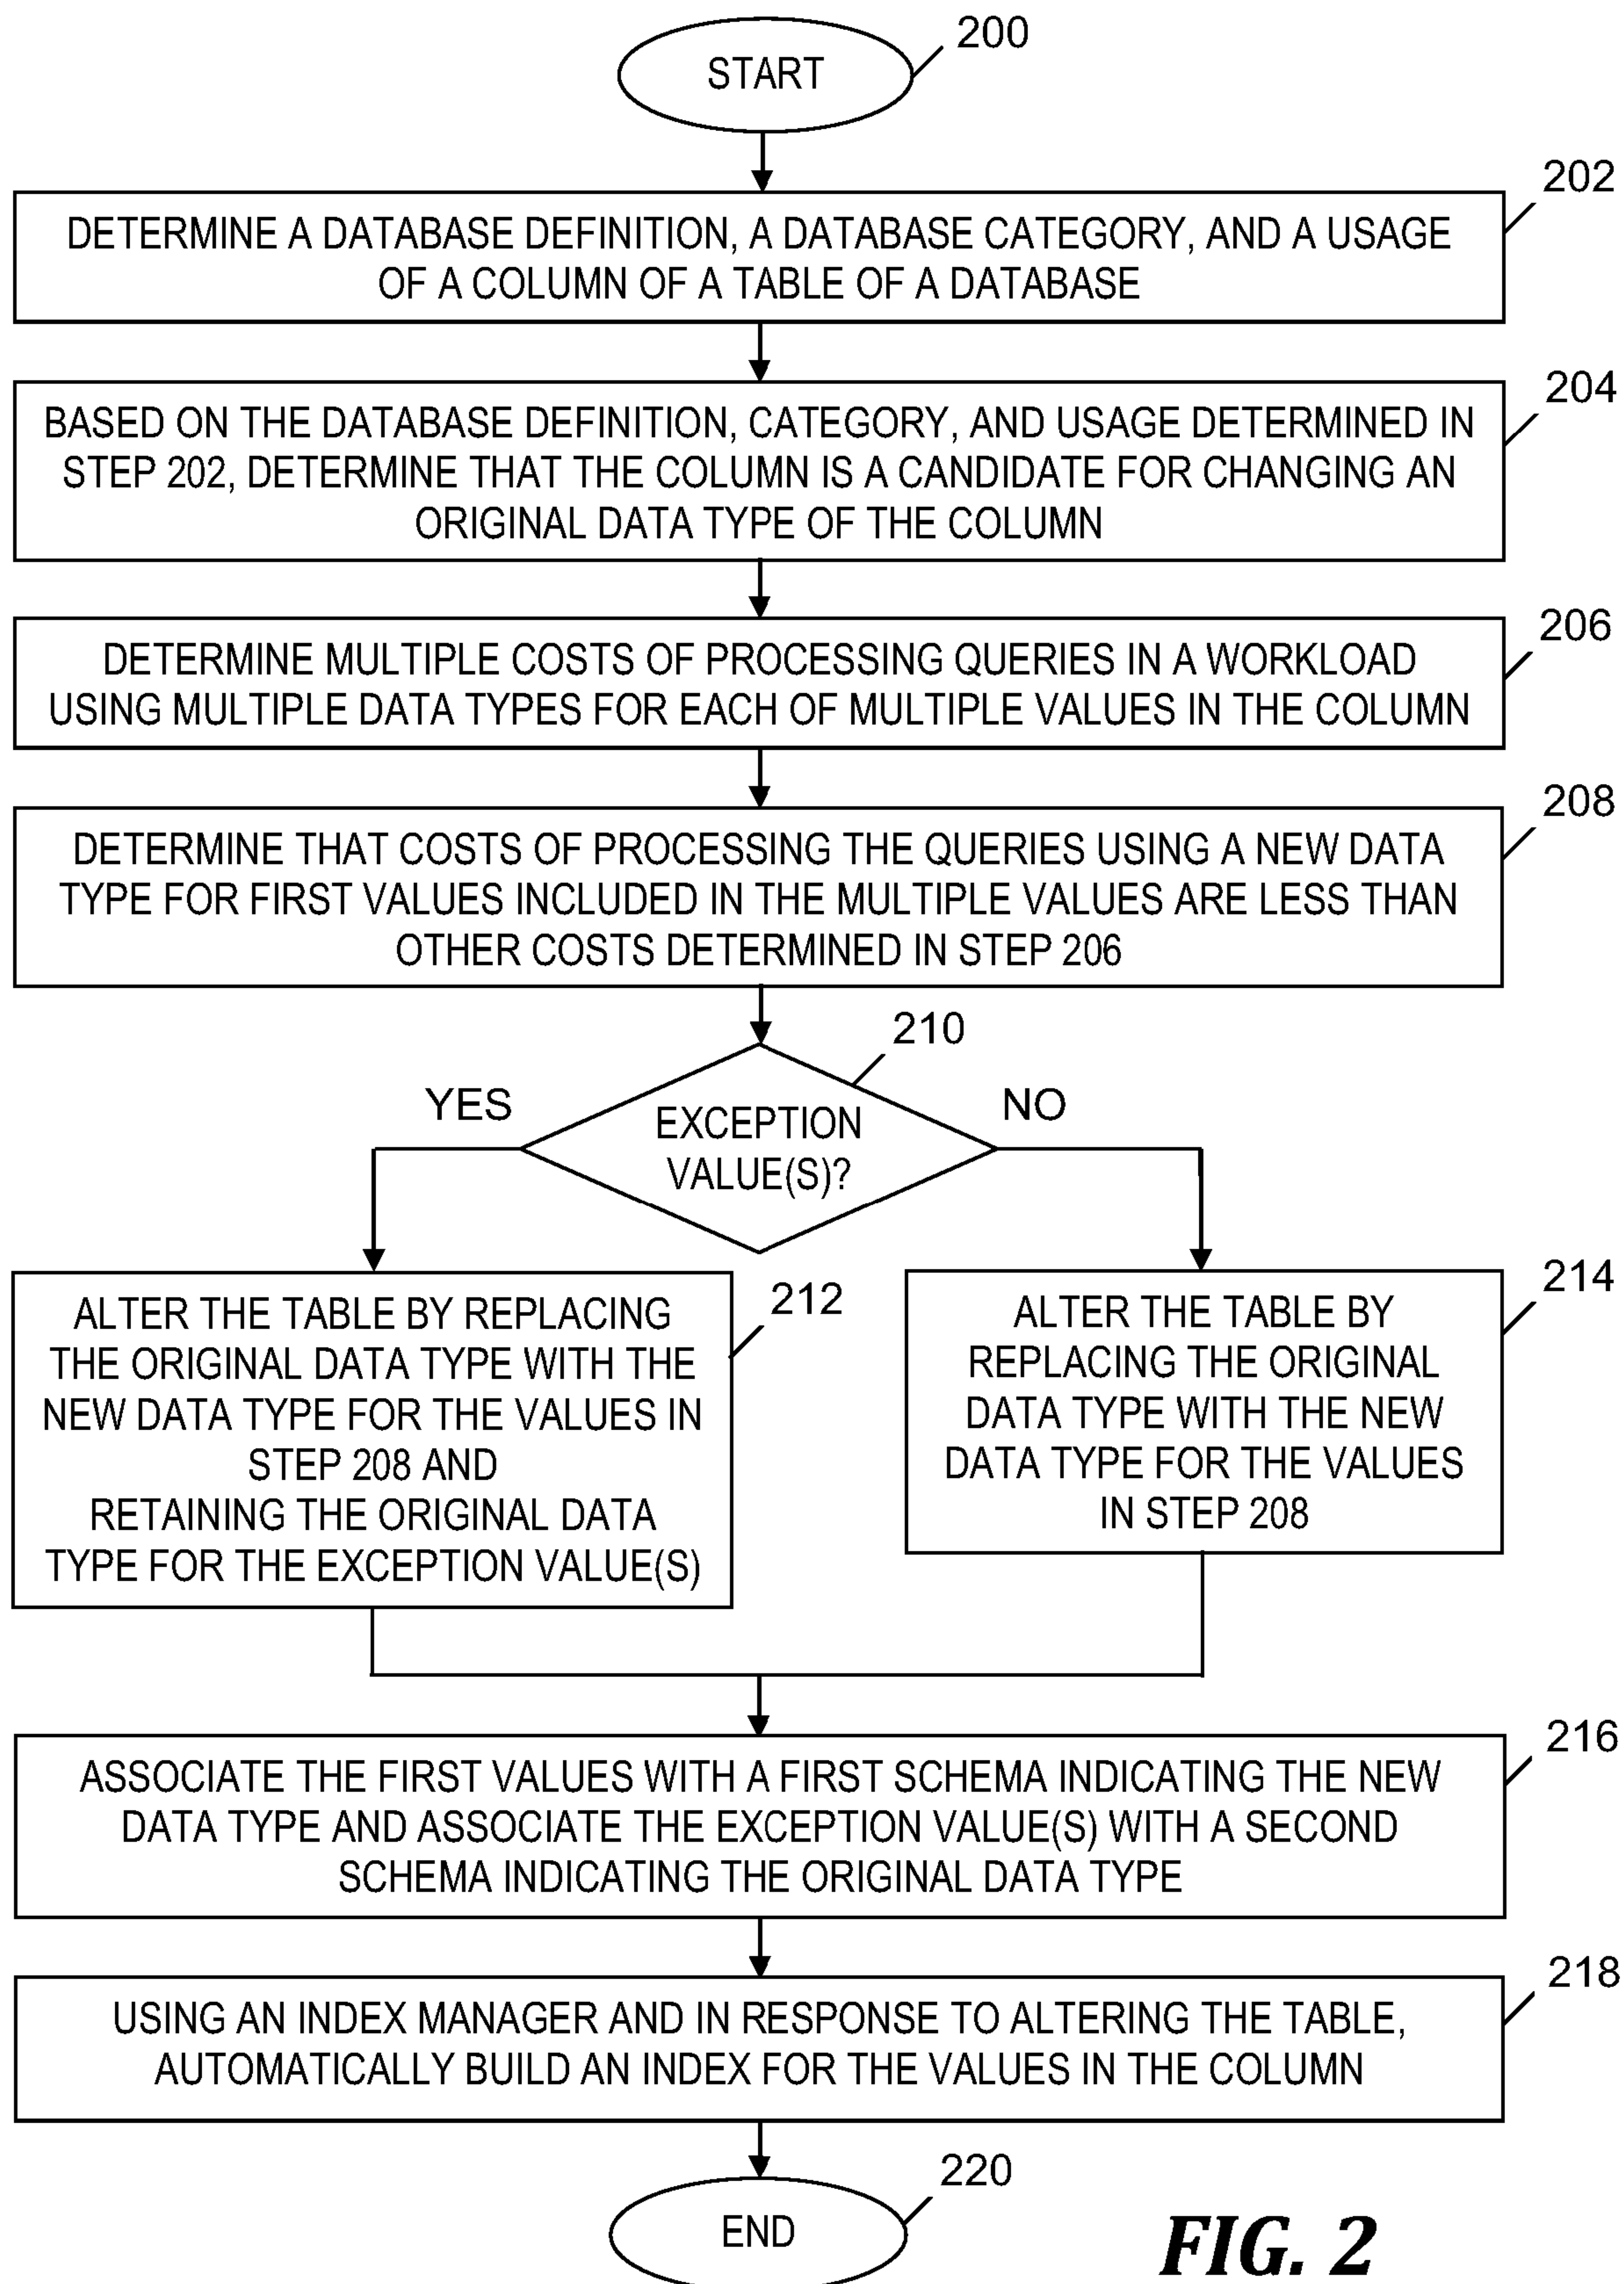 START
200
202
DETERMINE A DATABASE DEFINITION, A DATABASE CATEGORY, AND A USAGE
OF A COLUMN OF A TABLE OF A DATABASE
204
BASED ON THE DATABASE DEFINITION, CATEGORY, AND USAGE DETERMINED IN
STEP 202, DETERMINE THAT THE COLUMN IS A CANDIDATE FOR CHANGING AN
ORIGINAL DATA TYPE OF THE COLUMN
206
DETERMINE MULTIPLE COSTS OF PROCESSING QUERIES IN A WORKLOAD
USING MULTIPLE DATA TYPES FOR EACH OF MULTIPLE VALUES IN THE COLUMN
208
DETERMINE THAT COSTS OF PROCESSING THE QUERIES USING A NEW DATA
TYPE FOR FIRST VALUES INCLUDED IN THE MULTIPLE VALUES ARE LESS THAN
OTHER COSTS DETERMINED IN STEP 206
210
YES
NO
EXCEPTION
VALUE(S)?
212
ALTER THE TABLE BY REPLACING
THE ORIGINAL DATA TYPE WITH THE
NEW DATA TYPE FOR THE VALUES IN
STEP 208 AND
RETAINING THE ORIGINAL DATA
TYPE FOR THE EXCEPTION VALUE(S)
214
ALTER THE TABLE BY
REPLACING THE ORIGINAL
DATA TYPE WITH THE NEW
DATA TYPE FOR THE VALUES
IN STEP 208
216
ASSOCIATE THE FIRST VALUES WITH A FIRST SCHEMA INDICATING THE NEW
DATA TYPE AND ASSOCIATE THE EXCEPTION VALUE(S) WITH A SECOND
SCHEMA INDICATING THE ORIGINAL DATA TYPE
218
USING AN INDEX MANAGER AND IN RESPONSE TO ALTERING THE TABLE,
AUTOMATICALLY BUILD AN INDEX FOR THE VALUES IN THE COLUMN
220
END
FIG. 2